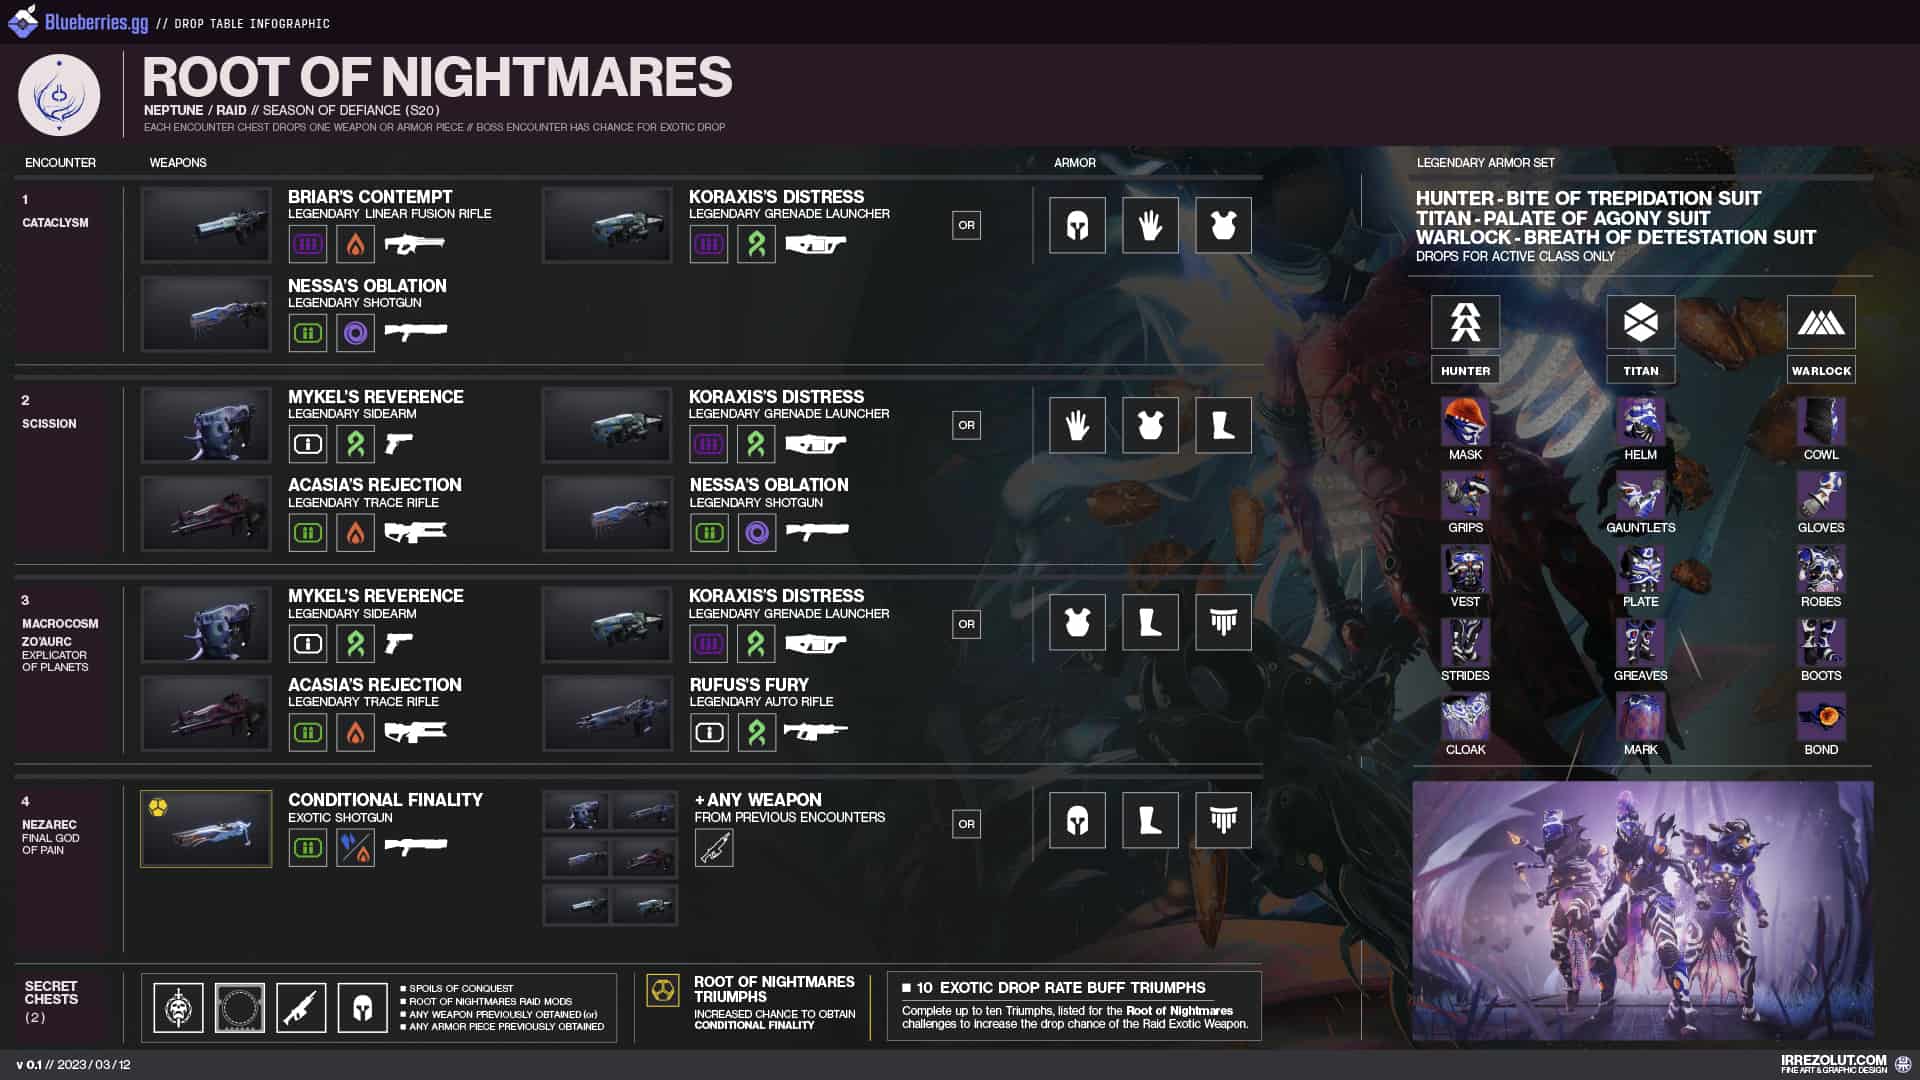 Blueberries.gg // DROP TABLE INFOGRAPHIC
ROOT OF NIGHTMARES
NEPTUNE / RAID // SEASON OF DEFIANCE (S20)
EACH ENCOUNTER CHEST DROPS ONE WEAPON OR ARMOR PIECE // BOSS ENCOUNTER HAS CHANCE FOR EXOTIC DROP
ENCOUNTER WEAPONS ARMOR
1
CATACLYSM
BRIAR'S CONTEMPT
LEGENDARY LINEAR FUSION RIFLE
KORAXIS'S DISTRESS
LEGENDARY GRENADE LAUNCHER
NESSA'S OBLATION
LEGENDARY SHOTGUN
OR
2
SCISSION
MYKEL'S REVERENCE
LEGENDARY SIDEARM
KORAXIS'S DISTRESS
LEGENDARY GRENADE LAUNCHER
ACASIA'S REJECTION
LEGENDARY TRACE RIFLE
NESSA'S OBLATION
LEGENDARY SHOTGUN
OR
3
MACROCOSM
ZO'AURC
EXPLICATOR
OF PLANETS
MYKEL'S REVERENCE
LEGENDARY SIDEARM
KORAXIS'S DISTRESS
LEGENDARY GRENADE LAUNCHER
ACASIA'S REJECTION
LEGENDARY TRACE RIFLE
RUFUS'S FURY
LEGENDARY AUTO RIFLE
OR
4
NEZAREC
FINAL GOD
OF PAIN
CONDITIONAL FINALITY
EXOTIC SHOTGUN
+ ANY WEAPON
FROM PREVIOUS ENCOUNTERS
OR
SECRET
CHESTS
(2)
■ SPOILS OF CONQUEST
■ ROOT OF NIGHTMARES RAID MODS
■ ANY WEAPON PREVIOUSLY OBTAINED (or)
■ ANY ARMOR PIECE PREVIOUSLY OBTAINED
ROOT OF NIGHTMARES
TRIUMPHS
INCREASED CHANCE TO OBTAIN
CONDITIONAL FINALITY
■ 10 EXOTIC DROP RATE BUFF TRIUMPHS
Complete up to ten Triumphs, listed for the Root of Nightmares
challenges to increase the drop chance of the Raid Exotic Weapon.
LEGENDARY ARMOR SET
HUNTER - BITE OF TREPIDATION SUIT
TITAN - PALATE OF AGONY SUIT
WARLOCK - BREATH OF DETESTATION SUIT
DROPS FOR ACTIVE CLASS ONLY
HUNTER TITAN WARLOCK
MASK HELM COWL
GRIPS GAUNTLETS GLOVES
VEST PLATE ROBES
STRIDES GREAVES BOOTS
CLOAK MARK BOND
v 0.1 // 2023/03/12
IRREZOLUT.COM
FINE ART & GRAPHIC DESIGN